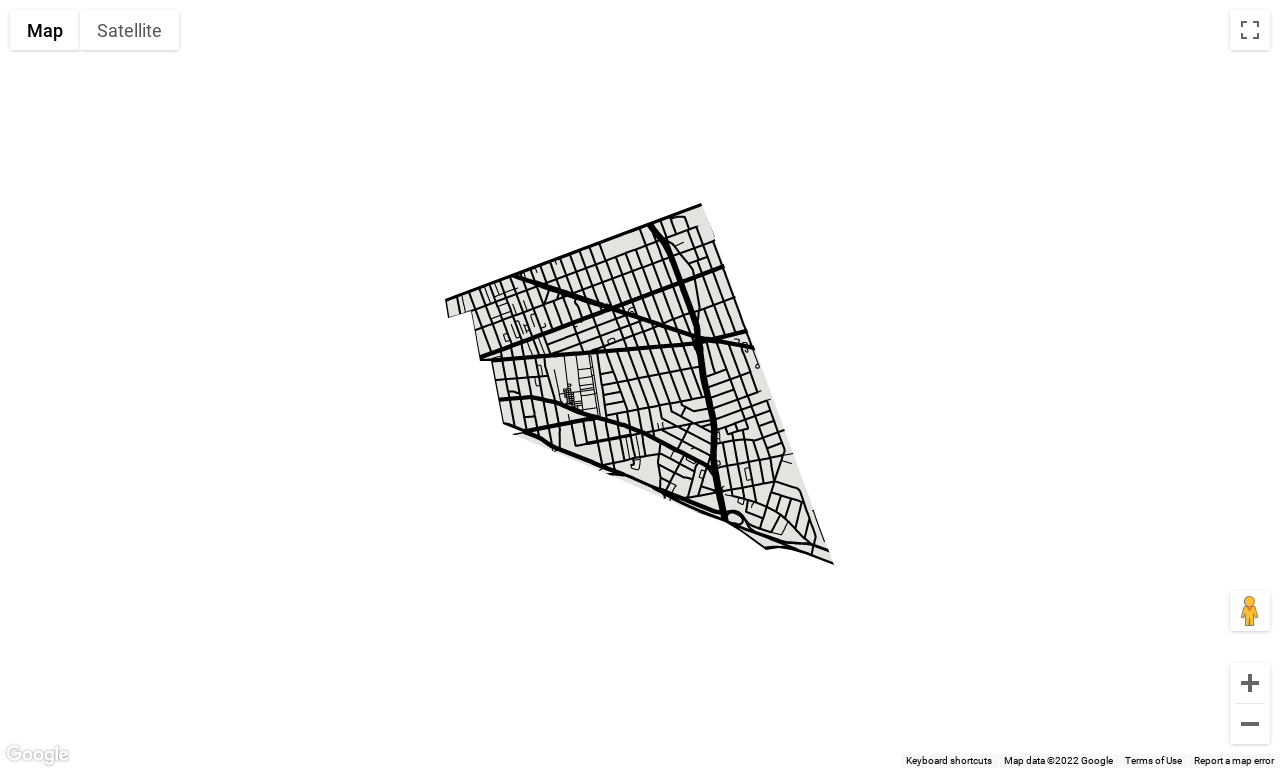 Map
Satellite
Google
Keyboard shortcuts
Map data ©2022 Google
Terms of Use
Report a map error